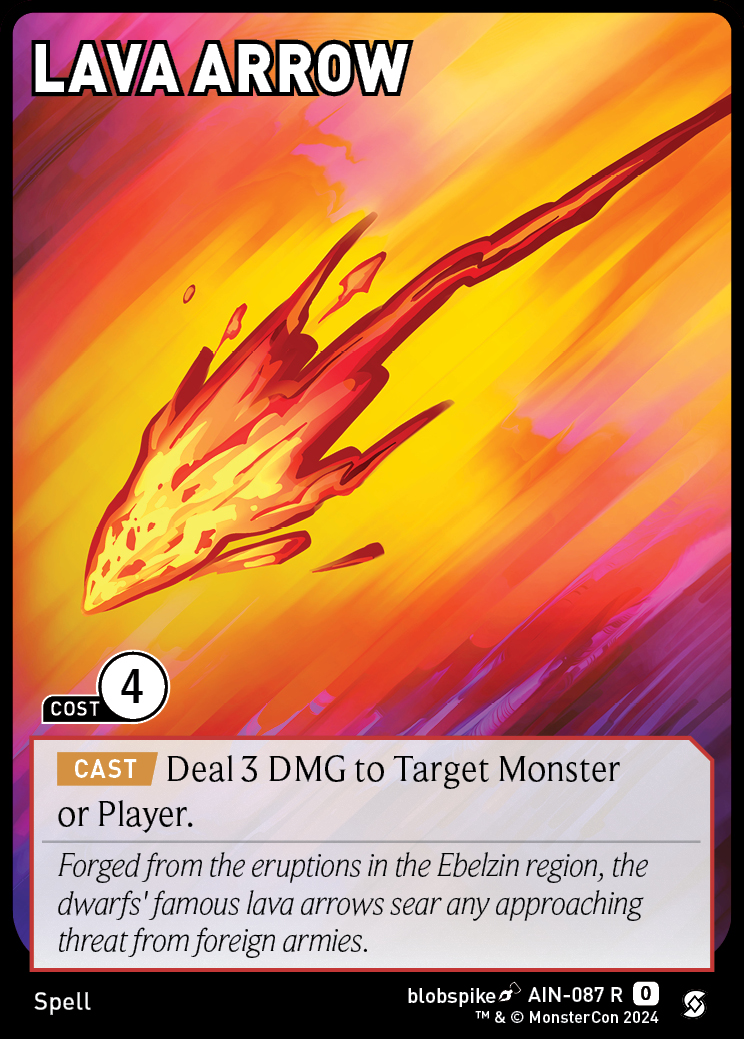 LAVA ARROW
4
COST
CAST Deal 3 DMG to Target Monster
or Player.
Forged from the eruptions in the Ebelzin region, the
dwarfs' famous lava arrows sear any approaching
threat from foreign armies.
Spell
blobspike AIN-087 R 0
™ & © MonsterCon 2024